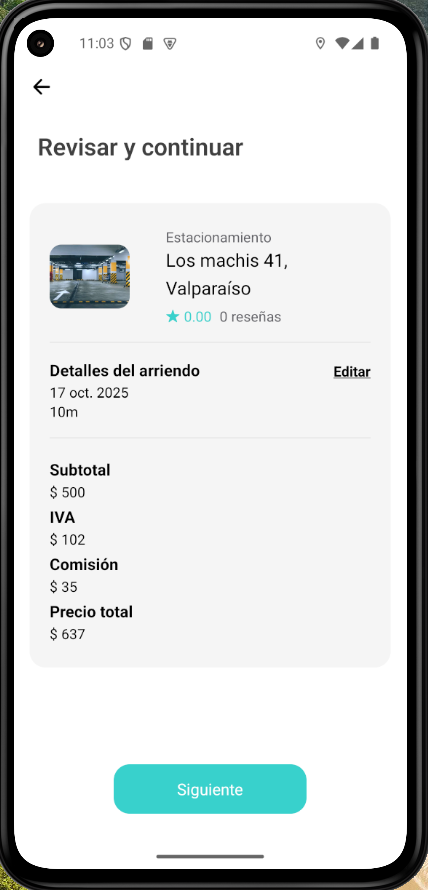 11:03
Revisar y continuar
Estacionamiento
Los machis 41,
Valparaíso
★ 0.00 0 reseñas
Detalles del arriendo Editar
17 oct. 2025
10m
Subtotal
$ 500
IVA
$ 102
Comisión
$ 35
Precio total
$ 637
Siguiente